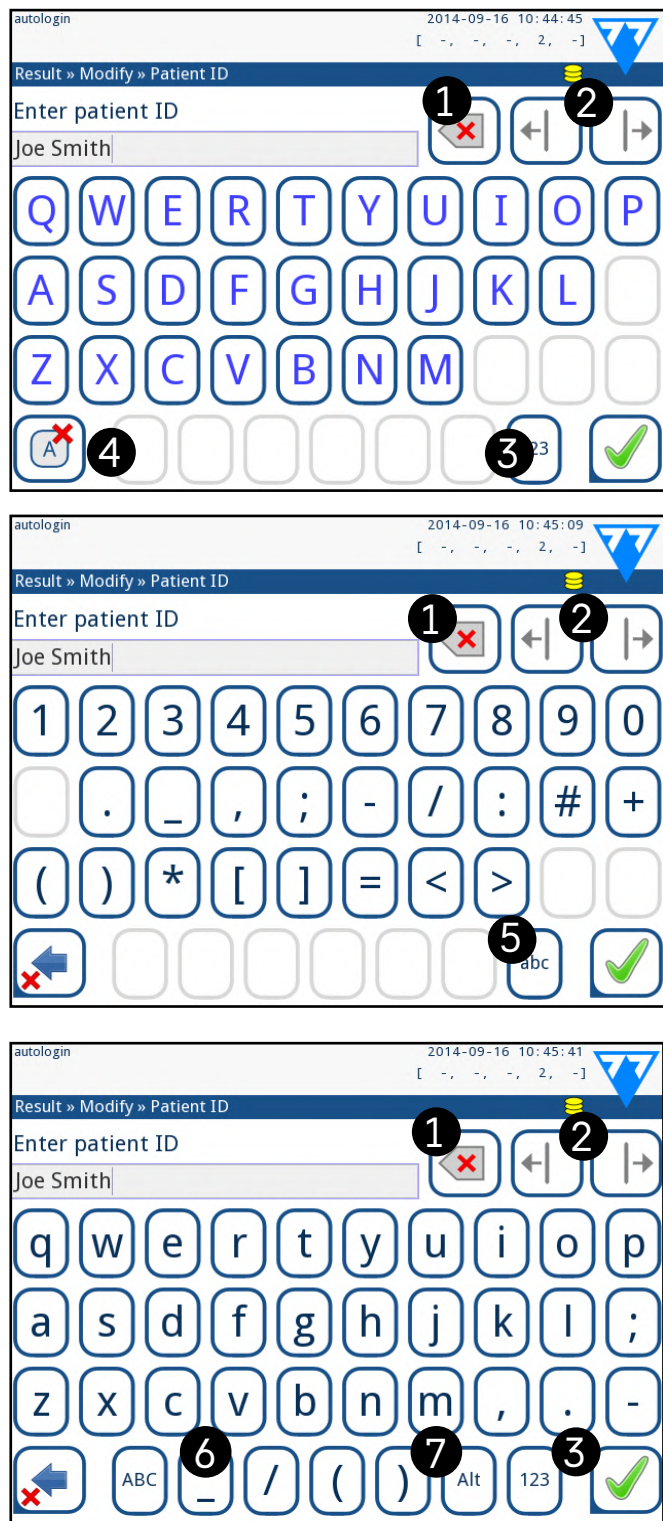 autologin 2014-09-16 10:44:45
[ -, -, -, 2, -]
Result » Modify » Patient ID
Enter patient ID 1 2
Joe Smith
Q W E R T Y U I O P
A S D F G H J K L
Z X C V B N M
A 4 3 23
autologin 2014-09-16 10:45:09
[ -, -, -, 2, -]
Result » Modify » Patient ID
Enter patient ID 1 2
Joe Smith
1 2 3 4 5 6 7 8 9 0
. _ , ; - / : # +
( ) * [ ] = < >
5 abc
autologin 2014-09-16 10:45:41
[ -, -, -, 2, -]
Result » Modify » Patient ID
Enter patient ID 1 2
Joe Smith
q w e r t y u i o p
a s d f g h j k l ;
z x c v b n m , . -
6 7 3
ABC _ / ( ) Alt 123